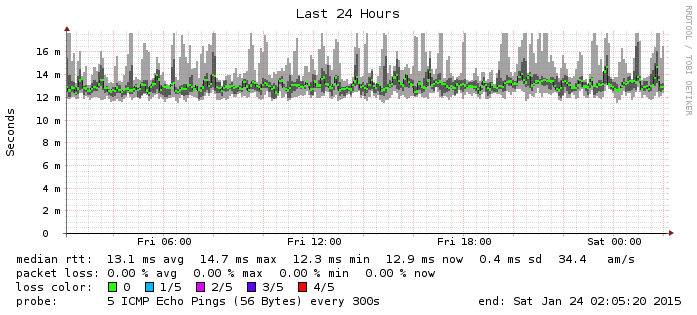 Last 24 Hours
RRDTOOL / TOBI OETIKER
Seconds
16 m
14 m
12 m
10 m
8 m
6 m
4 m
2 m
0
Fri 06:00 Fri 12:00 Fri 18:00 Sat 00:00
median rtt: 13.1 ms avg 14.7 ms max 12.3 ms min 12.9 ms now 0.4 ms sd 34.4 am/s
packet loss: 0.00 % avg 0.00 % max 0.00 % min 0.00 % now
loss color: 0 1/5 2/5 3/5 4/5
probe: 5 ICMP Echo Pings (56 Bytes) every 300s end: Sat Jan 24 02:05:20 2015